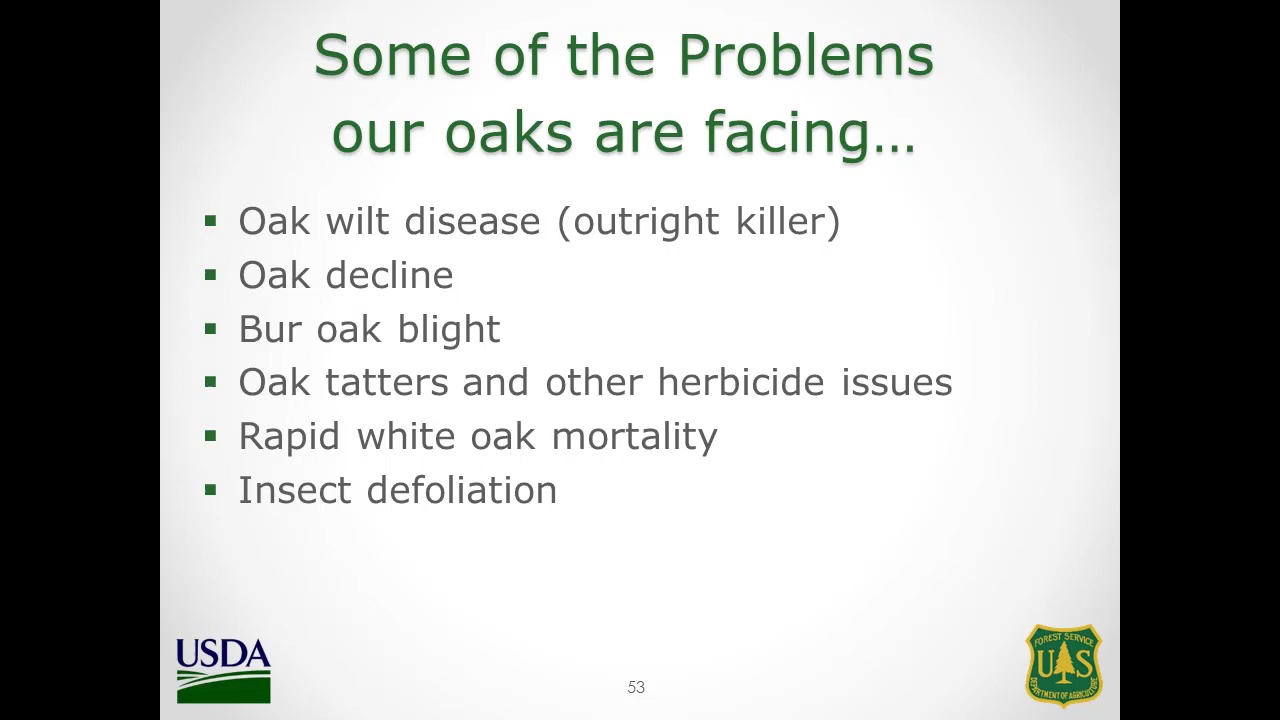 Some of the Problems
our oaks are facing...
▪ Oak wilt disease (outright killer)
▪ Oak decline
▪ Bur oak blight
▪ Oak tatters and other herbicide issues
▪ Rapid white oak mortality
▪ Insect defoliation
USDA
53
FOREST SERVICE
U S
DEPARTMENT OF AGRICULTURE